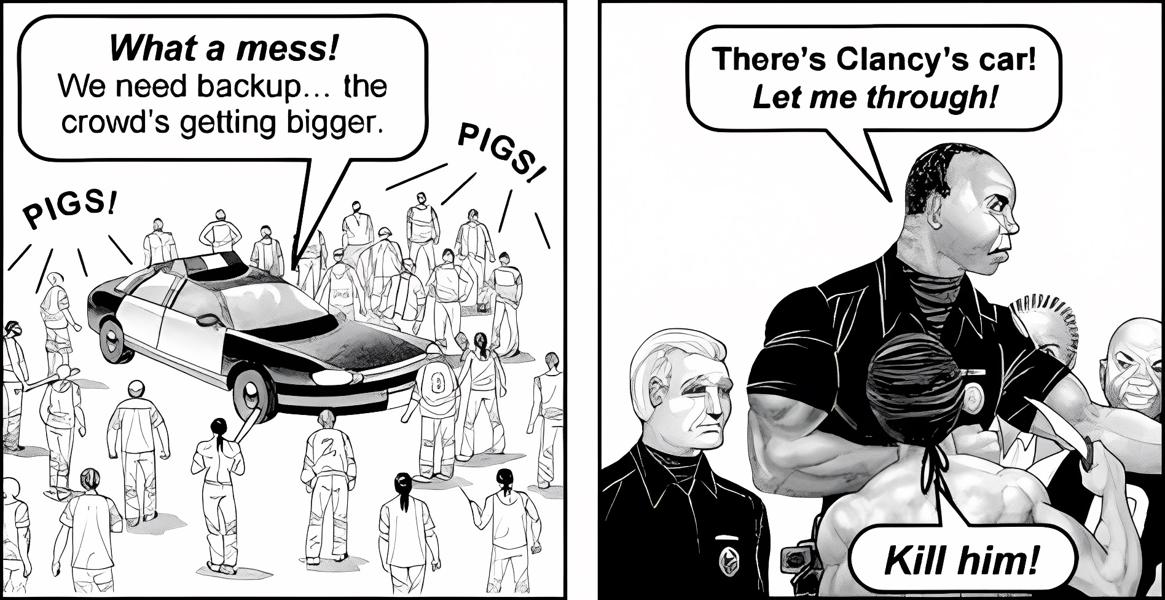 What a mess!
We need backup... the
crowd's getting bigger.
PIGS!
PIGS!
There's Clancy's car!
Let me through!
Kill him!